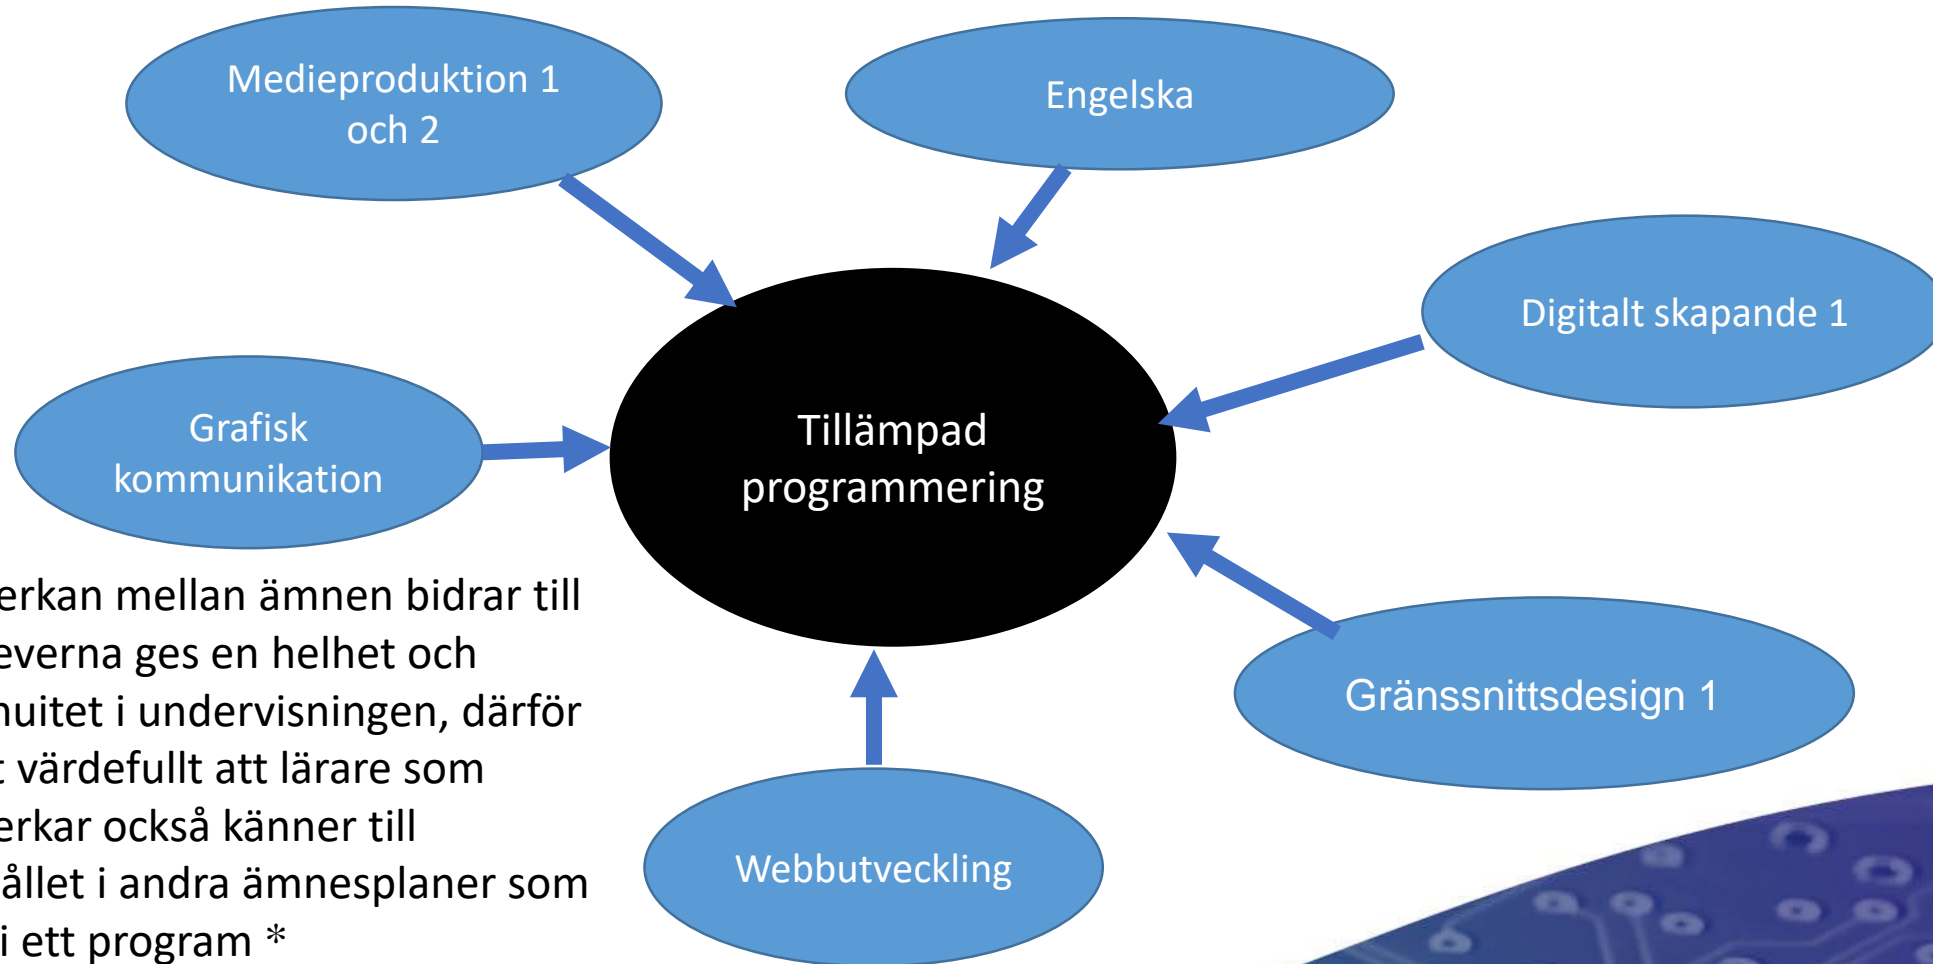 Medieproduktion 1
och 2
Engelska
Digitalt skapande 1
Grafisk
kommunikation
Tillämpad
programmering
Gränssnittsdesign 1
Webbutveckling
erkan mellan ämnen bidrar till
everna ges en helhet och
nuitet i undervisningen, därför
t värdefullt att lärare som
erkar också känner till
ållet i andra ämnesplaner som
i ett program *